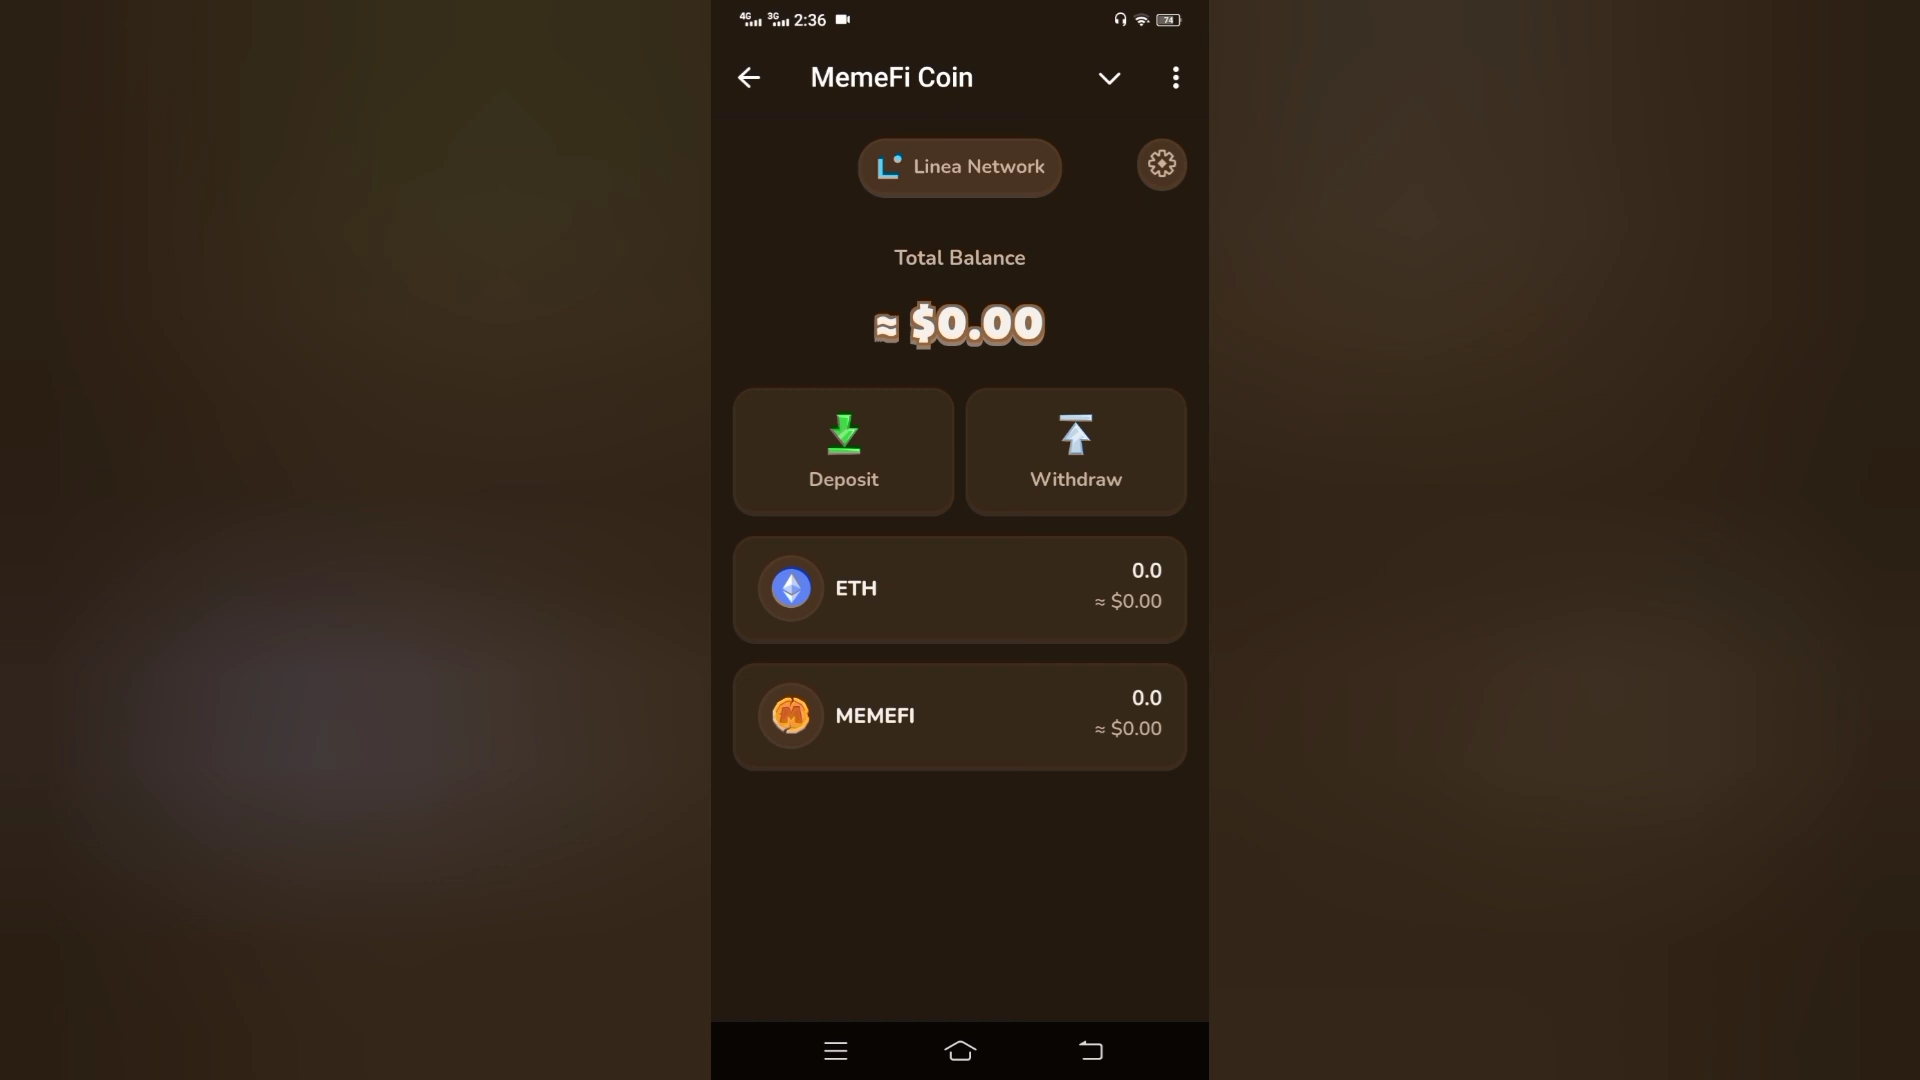 4G 3G 2:36 74
MemeFi Coin
Linea Network
Total Balance
≈ $0.00
Deposit Withdraw
ETH 0.0
≈ $0.00
MEMEFI 0.0
≈ $0.00